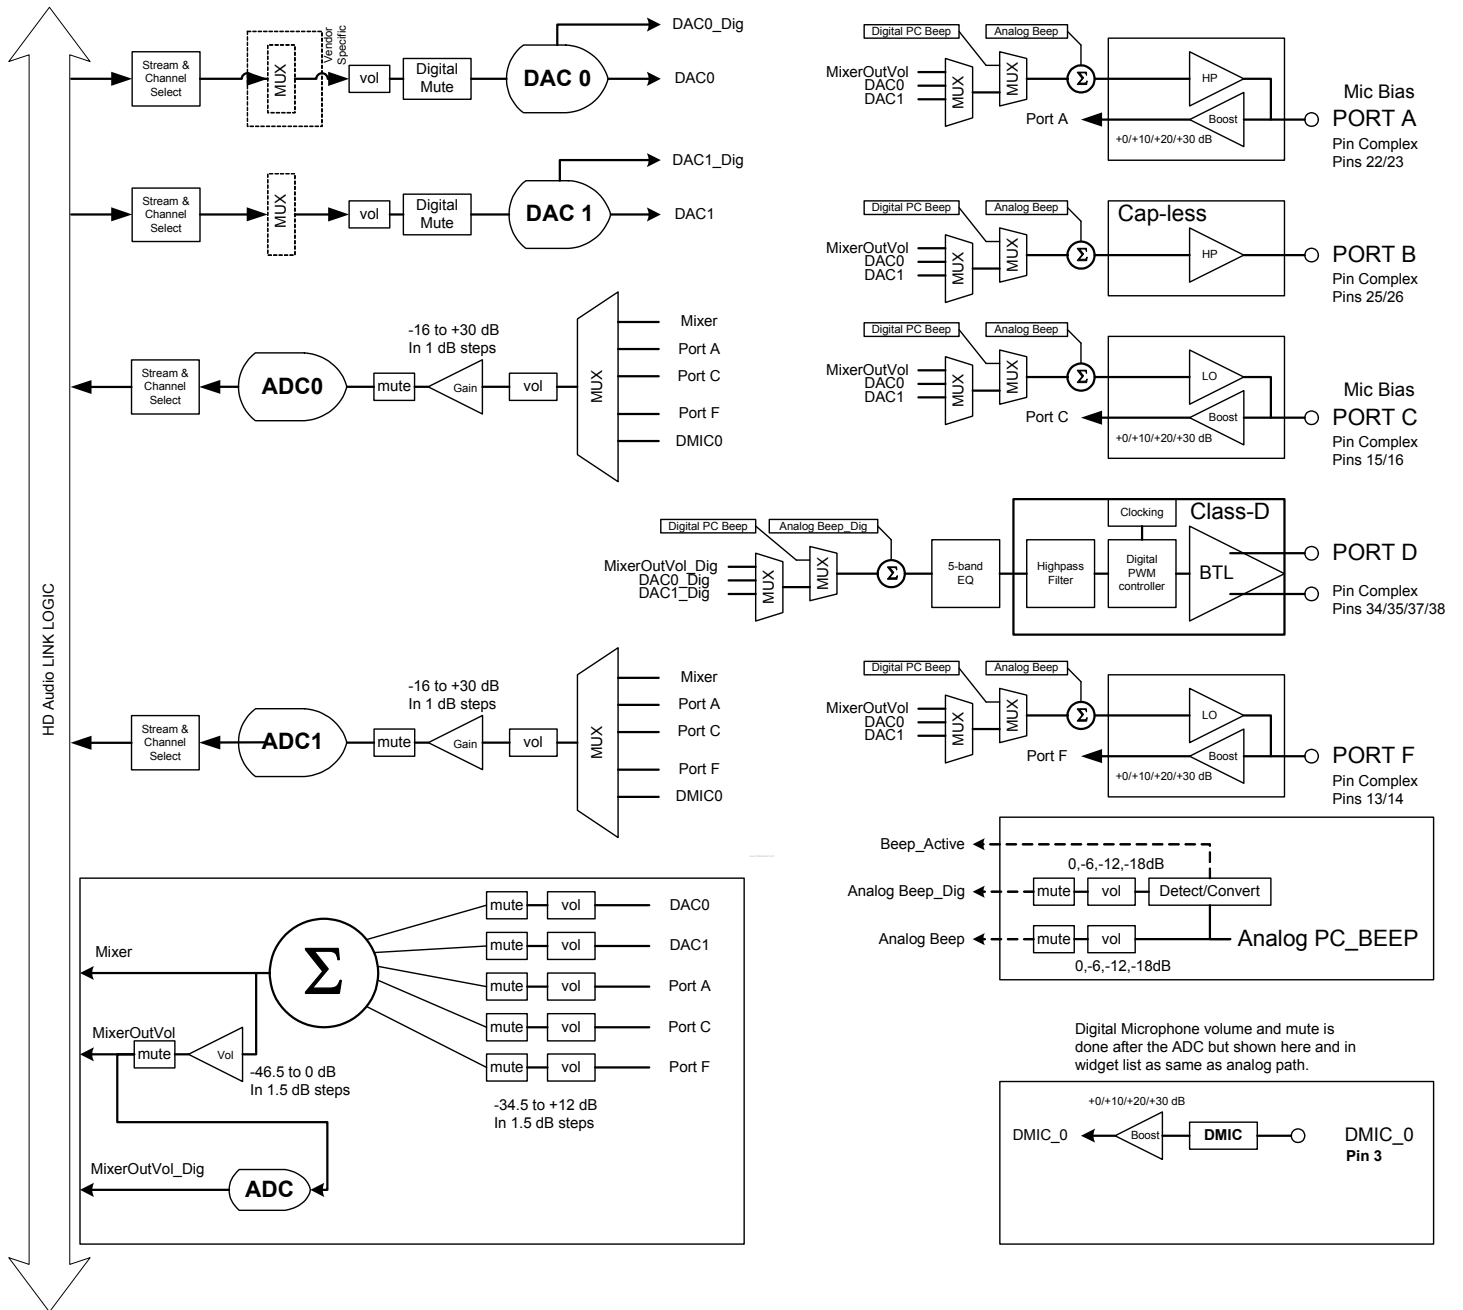 HD Audio LINK LOGIC
Stream &
Channel
Select
MUX
Vendor
Specific
vol
Digital
Mute
DAC 0
DAC0_Dig
DAC0
Stream &
Channel
Select
MUX
vol
Digital
Mute
DAC 1
DAC1_Dig
DAC1
Stream &
Channel
Select
ADC0
mute
Gain
-16 to +30 dB
In 1 dB steps
vol
MUX
Mixer
Port A
Port C
Port F
DMIC0
Stream &
Channel
Select
ADC1
mute
Gain
-16 to +30 dB
In 1 dB steps
vol
MUX
Mixer
Port A
Port C
Port F
DMIC0
Mixer
MixerOutVol
mute
Vol
-46.5 to 0 dB
In 1.5 dB steps
MixerOutVol_Dig
ADC
Σ
mute
vol
DAC0
mute
vol
DAC1
mute
vol
Port A
mute
vol
Port C
mute
vol
Port F
-34.5 to +12 dB
In 1.5 dB steps
Digital PC Beep
Analog Beep
MixerOutVol
DAC0
DAC1
MUX
MUX
Σ
HP
Port A
Boost
+0/+10/+20/+30 dB
Mic Bias
PORT A
Pin Complex
Pins 22/23
Digital PC Beep
Analog Beep
MixerOutVol
DAC0
DAC1
MUX
MUX
Σ
Cap-less
HP
PORT B
Pin Complex
Pins 25/26
Digital PC Beep
Analog Beep
MixerOutVol
DAC0
DAC1
MUX
MUX
Σ
LO
Port C
Boost
+0/+10/+20/+30 dB
Mic Bias
PORT C
Pin Complex
Pins 15/16
Digital PC Beep
Analog Beep_Dig
MixerOutVol_Dig
DAC0_Dig
DAC1_Dig
MUX
MUX
Σ
5-band
EQ
Highpass
Filter
Clocking
Digital
PWM
controller
Class-D
BTL
PORT D
Pin Complex
Pins 34/35/37/38
Digital PC Beep
Analog Beep
MixerOutVol
DAC0
DAC1
MUX
MUX
Σ
LO
Port F
Boost
+0/+10/+20/+30 dB
PORT F
Pin Complex
Pins 13/14
Beep_Active
0,-6,-12,-18dB
Analog Beep_Dig
mute
vol
Detect/Convert
Analog Beep
mute
vol
Analog PC_BEEP
0,-6,-12,-18dB
Digital Microphone volume and mute is
done after the ADC but shown here and in
widget list as same as analog path.
+0/+10/+20/+30 dB
DMIC_0
Boost
DMIC
DMIC_0
Pin 3